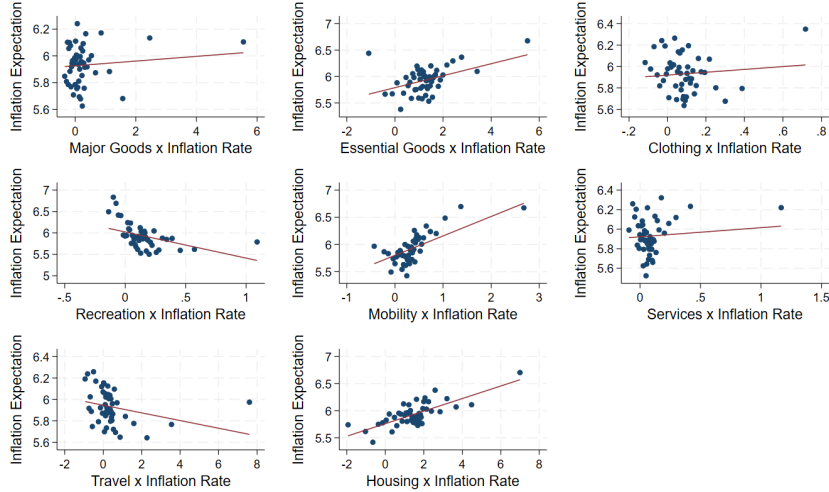 Inflation Expectation
6.2
6
5.8
5.6
0 2 4 6
Major Goods x Inflation Rate
Inflation Expectation
7
6.5
6
5.5
-2 0 2 4 6
Essential Goods x Inflation Rate
Inflation Expectation
6.4
6.2
6
5.8
5.6
-.2 0 .2 .4 .6 .8
Clothing x Inflation Rate
Inflation Expectation
7
6.5
6
5.5
5
-.5 0 .5 1
Recreation x Inflation Rate
Inflation Expectation
7
6.5
6
5.5
-1 0 1 2 3
Mobility x Inflation Rate
Inflation Expectation
6.4
6.2
6
5.8
5.6
0 .5 1 1.5
Services x Inflation Rate
Inflation Expectation
6.4
6.2
6
5.8
5.6
-2 0 2 4 6 8
Travel x Inflation Rate
Inflation Expectation
7
6.5
6
5.5
-2 0 2 4 6 8
Housing x Inflation Rate